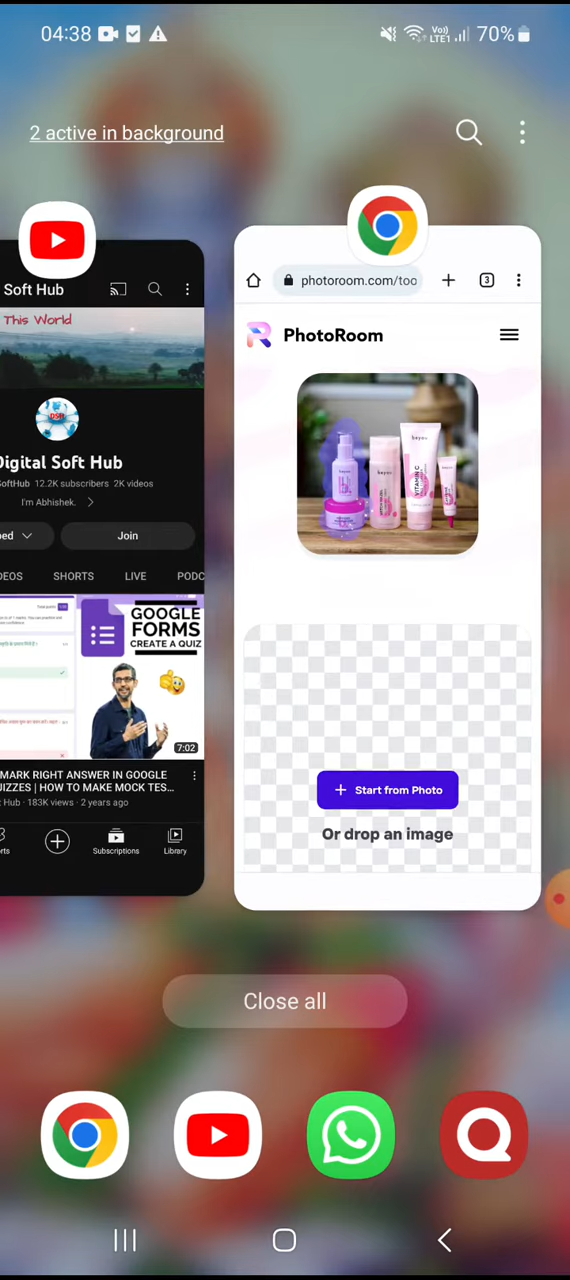 04:38
Vo))
LTE1
70%
2 active in background
Soft Hub
This World
DSH
Digital Soft Hub
SoftHub 12.2K subscribers 2K videos
I'm Abhishek.
Join
SHORTS
LIVE
PODC
GOOGLE
FORMS
CREATE A QUIZ
7:02
MARK RIGHT ANSWER IN GOOGLE
UIZZES | HOW TO MAKE MOCK TES...
Hub · 183K views · 2 years ago
Subscriptions
Library
photoroom.com/too
3
PhotoRoom
beyou
VITAMIN C
Start from Photo
Or drop an image
Close all